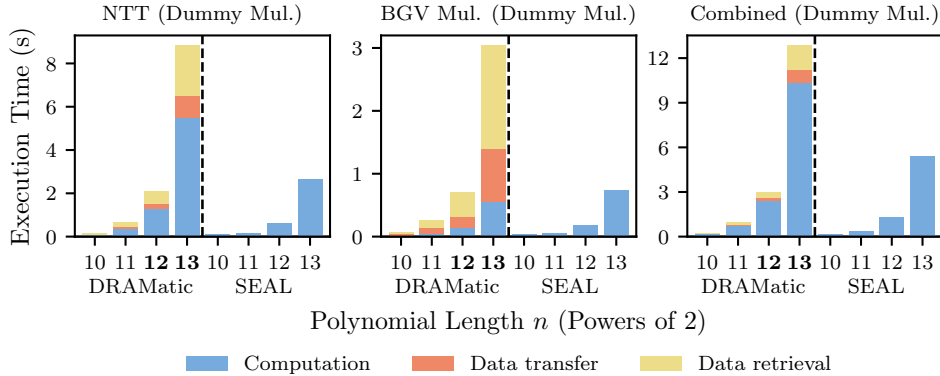 NTT (Dummy Mul.)
BGV Mul. (Dummy Mul.)
Combined (Dummy Mul.)
Execution Time (s)
8
6
4
2
0
3
2
1
0
12
9
6
3
0
10 11 12 13 10 11 12 13
DRAMatic SEAL
10 11 12 13 10 11 12 13
DRAMatic SEAL
10 11 12 13 10 11 12 13
DRAMatic SEAL
Polynomial Length n (Powers of 2)
Computation
Data transfer
Data retrieval